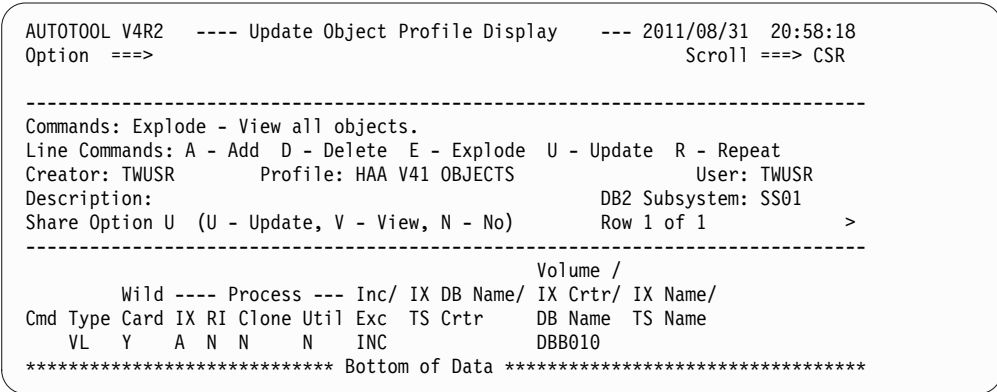 AUTOTOOL V4R2   ---- Update Object Profile Display    --- 2011/08/31  20:58:18
Option  ===>                                                  Scroll ===> CSR
-------------------------------------------------------------------------------
Commands: Explode - View all objects.
Line Commands: A - Add  D - Delete  E - Explode  U - Update  R - Repeat
Creator: TWUSR        Profile: HAA V41 OBJECTS                 User: TWUSR
Description:                                          DB2 Subsystem: SS01
Share Option U  (U - Update, V - View, N - No)        Row 1 of 1             >
-------------------------------------------------------------------------------
                                                Volume /
         Wild ---- Process --- Inc/ IX DB Name/ IX Crtr/ IX Name/
Cmd Type Card IX RI Clone Util Exc  TS Crtr     DB Name  TS Name
    VL   Y    A  N  N     N    INC              DBB010
***************************** Bottom of Data **********************************